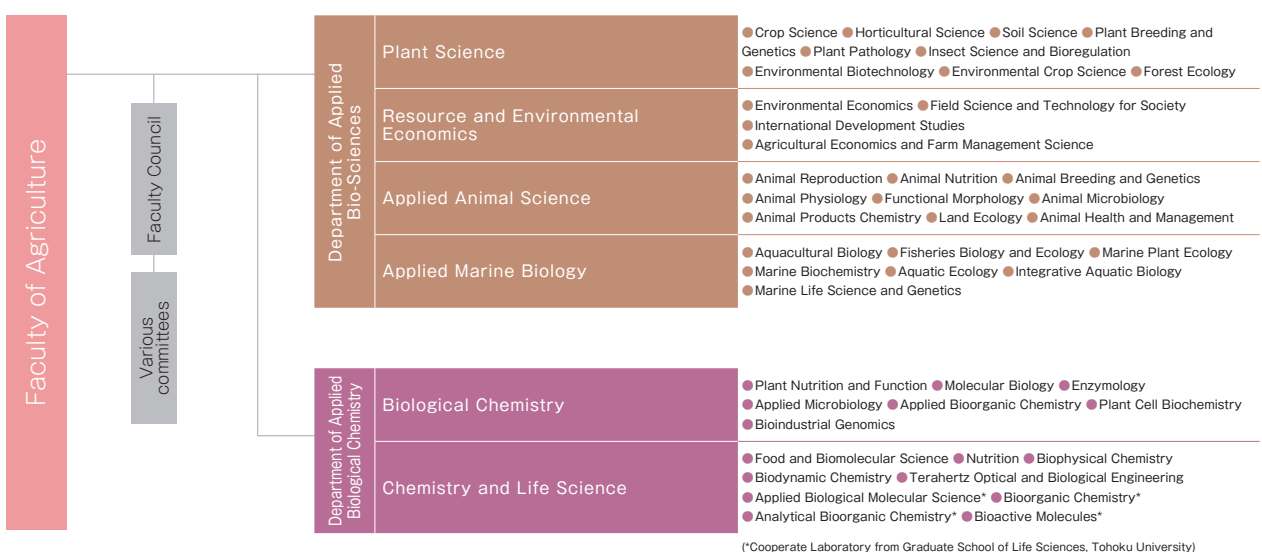 Faculty of Agriculture
Faculty Council
Various
committees
Department of Applied
Bio-Sciences
Plant Science
●Crop Science ●Horticultural Science ●Soil Science ●Plant Breeding and
Genetics ●Plant Pathology ●Insect Science and Bioregulation
●Environmental Biotechnology ●Environmental Crop Science ●Forest Ecology
Resource and Environmental
Economics
●Environmental Economics ●Field Science and Technology for Society
●International Development Studies
●Agricultural Economics and Farm Management Science
Applied Animal Science
●Animal Reproduction ●Animal Nutrition ●Animal Breeding and Genetics
●Animal Physiology ●Functional Morphology ●Animal Microbiology
●Animal Products Chemistry ●Land Ecology ●Animal Health and Management
Applied Marine Biology
●Aquacultural Biology ●Fisheries Biology and Ecology ●Marine Plant Ecology
●Marine Biochemistry ●Aquatic Ecology ●Integrative Aquatic Biology
●Marine Life Science and Genetics
Department of Applied
Biological Chemistry
Biological Chemistry
●Plant Nutrition and Function ●Molecular Biology ●Enzymology
●Applied Microbiology ●Applied Bioorganic Chemistry ●Plant Cell Biochemistry
●Bioindustrial Genomics
Chemistry and Life Science
●Food and Biomolecular Science ●Nutrition ●Biophysical Chemistry
●Biodynamic Chemistry ●Terahertz Optical and Biological Engineering
●Applied Biological Molecular Science* ●Bioorganic Chemistry*
●Analytical Bioorganic Chemistry* ●Bioactive Molecules*
(*Cooperate Laboratory from Graduate School of Life Sciences, Tohoku University)